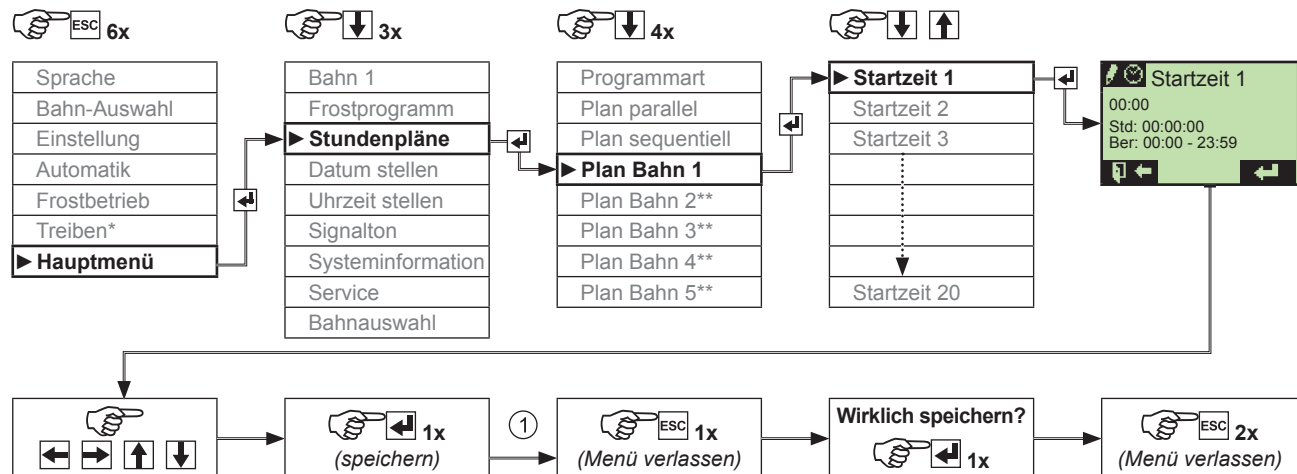 ESC 6x
3x
4x
Sprache
Bahn-Auswahl
Einstellung
Automatik
Frostbetrieb
Treiben*
Hauptmenü
Bahn 1
Frostprogramm
Stundenpläne
Datum stellen
Uhrzeit stellen
Signalton
Systeminformation
Service
Bahnauswahl
Programmart
Plan parallel
Plan sequentiell
Plan Bahn 1
Plan Bahn 2**
Plan Bahn 3**
Plan Bahn 4**
Plan Bahn 5**
Startzeit 1
Startzeit 2
Startzeit 3
Startzeit 20
Startzeit 1
00:00
Std: 00:00:00
Ber: 00:00 - 23:59
1x
(speichern)
1
ESC 1x
(Menü verlassen)
Wirklich speichern?
1x
ESC 2x
(Menü verlassen)